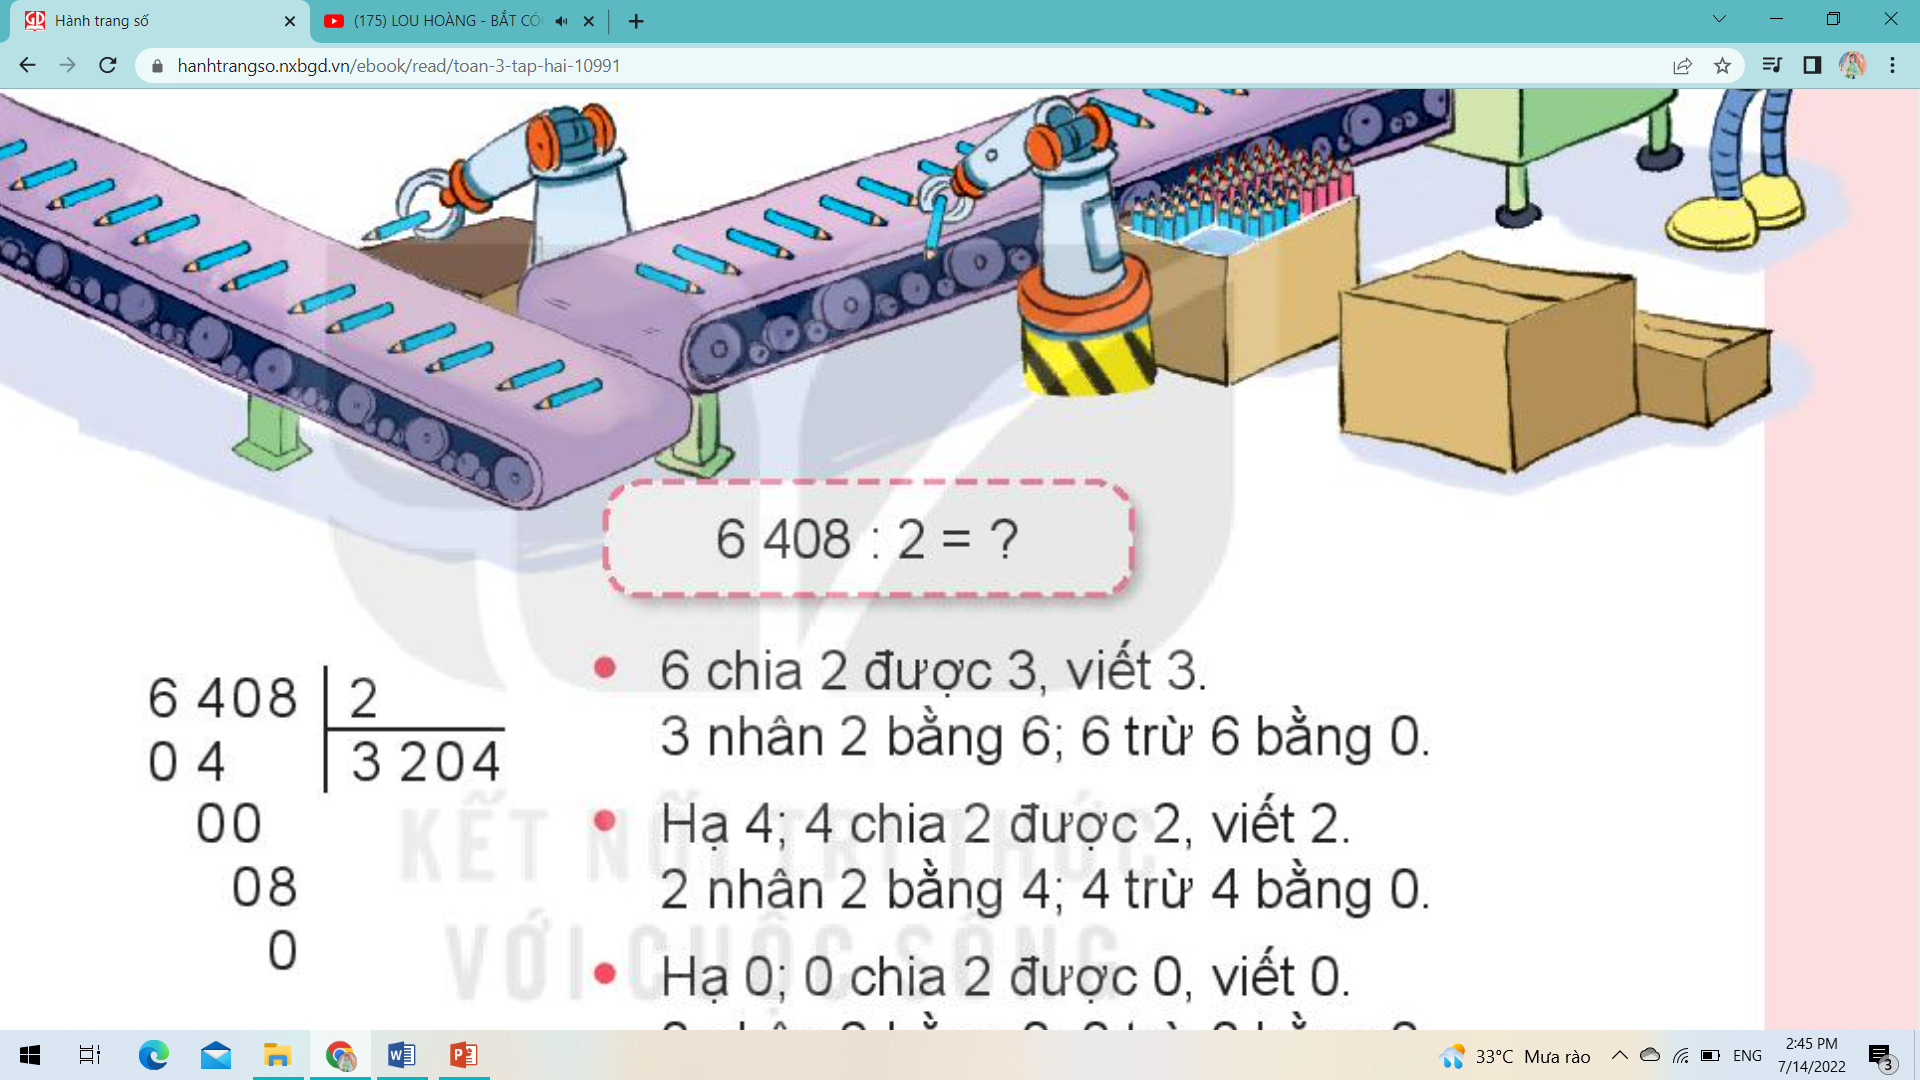 Hành trang số
(175) LOU HOÀNG - BẮT CÓC
hanhtrangso.nxbgd.vn/ebook/read/toan-3-tap-hai-10991
6 408 : 2 = ?
6 408 2
0 4 3 204
00
08
0
6 chia 2 được 3, viết 3.
3 nhân 2 bằng 6; 6 trừ 6 bằng 0.
Hạ 4; 4 chia 2 được 2, viết 2.
2 nhân 2 bằng 4; 4 trừ 4 bằng 0.
Hạ 0; 0 chia 2 được 0, viết 0.
KẾT NỐI TRI THỨC
VỚI CUỘC SỐNG
33°C Mưa rào
ENG
2:45 PM
7/14/2022
3